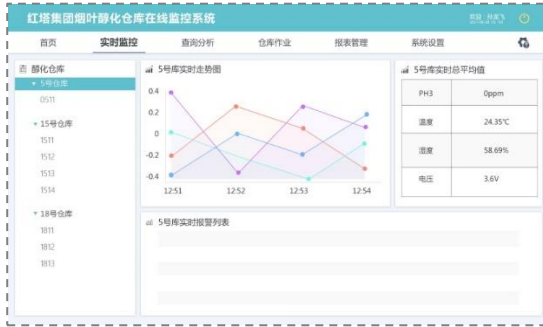 红塔集团烟叶醇化仓库在线监控系统
首页 实时监控 查询分析 仓库作业 报表管理 系统设置
醇化仓库
5号仓库
0511
15号仓库
1511
1512
1513
1514
18号仓库
1811
1812
1813
5号库实时走势图
0.4
0.2
0
-0.2
-0.4
12:51 12:52 12:53 12:54
5号库实时总平均值
PH3 0ppm
温度 24.35℃
湿度 58.69%
电压 3.6V
5号库实时报警列表